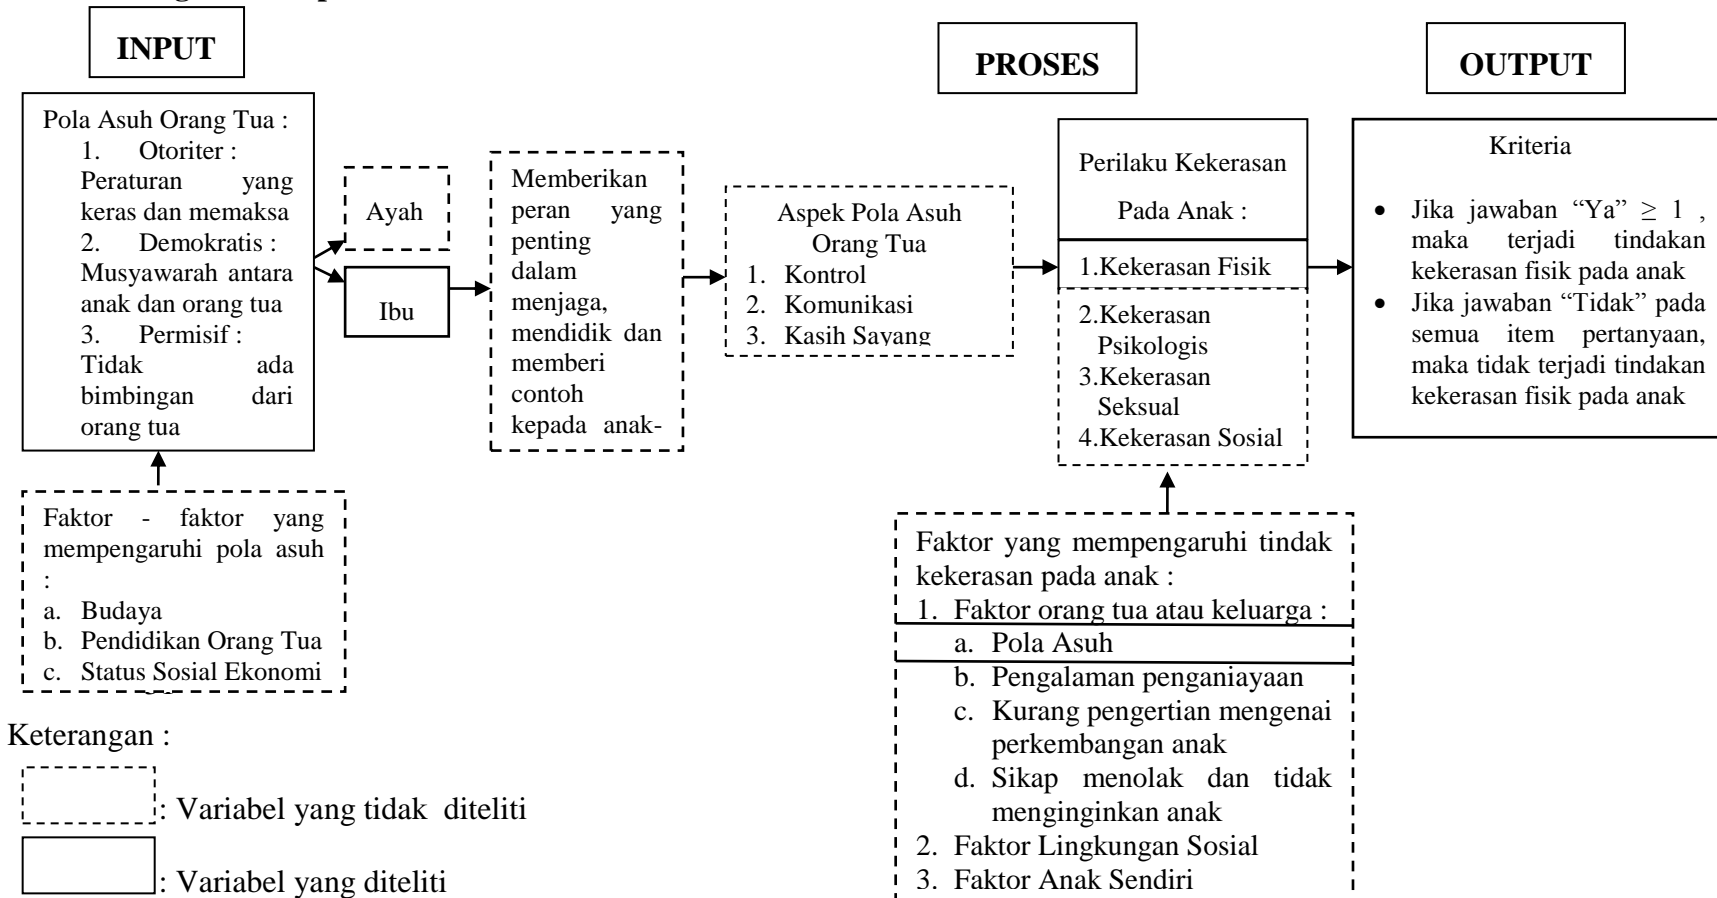 INPUT
PROSES
OUTPUT
Pola Asuh Orang Tua :
1. Otoriter :
Peraturan yang
keras dan memaksa
2. Demokratis :
Musyawarah antara
anak dan orang tua
3. Permisif :
Tidak ada
bimbingan dari
orang tua
Ayah
Ibu
Memberikan
peran yang
penting
dalam
menjaga,
mendidik dan
memberi
contoh
kepada anak-
Aspek Pola Asuh
Orang Tua
1. Kontrol
2. Komunikasi
3. Kasih Sayang
Perilaku Kekerasan
Pada Anak :
1.Kekerasan Fisik
2.Kekerasan
Psikologis
3.Kekerasan
Seksual
4.Kekerasan Sosial
Kriteria
• Jika jawaban “Ya” ≥ 1 ,
maka terjadi tindakan
kekerasan fisik pada anak
• Jika jawaban “Tidak” pada
semua item pertanyaan,
maka tidak terjadi tindakan
kekerasan fisik pada anak
Faktor - faktor yang
mempengaruhi pola asuh
:
a. Budaya
b. Pendidikan Orang Tua
c. Status Sosial Ekonomi
Faktor yang mempengaruhi tindak
kekerasan pada anak :
1. Faktor orang tua atau keluarga :
a. Pola Asuh
b. Pengalaman penganiayaan
c. Kurang pengertian mengenai
perkembangan anak
d. Sikap menolak dan tidak
menginginkan anak
2. Faktor Lingkungan Sosial
3. Faktor Anak Sendiri
Keterangan :
: Variabel yang tidak diteliti
: Variabel yang diteliti